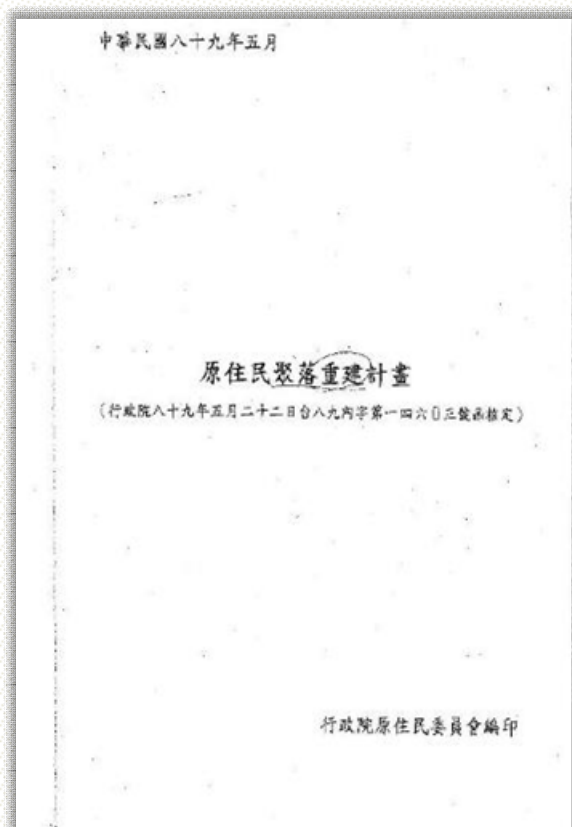 中華民國八十九年五月
原住民聚落重建計畫
(行政院八十九年五月二十二日台八九內字第一四六０三號函核定)
行政院原住民委員會編印